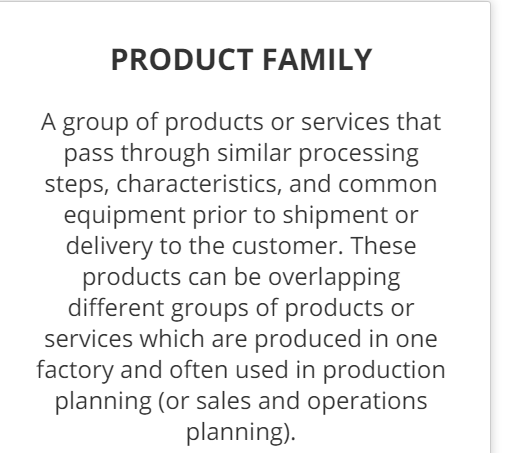 PRODUCT FAMILY
A group of products or services that
pass through similar processing
steps, characteristics, and common
equipment prior to shipment or
delivery to the customer. These
products can be overlapping
different groups of products or
services which are produced in one
factory and often used in production
planning (or sales and operations
planning).